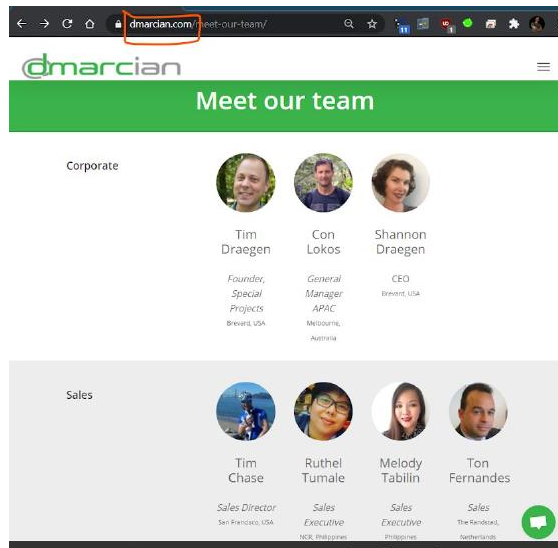 dmarcian.com/meet-our-team/
11
1
dmarcian
Meet our team
Corporate
Tim Draegen
Founder, Special Projects
Brevard, USA
Con Lokos
General Manager APAC
Melbourne, Australia
Shannon Draegen
CEO
Brevard, USA
Sales
Tim Chase
Sales Director
San Francisco, USA
Ruthel Tumale
Sales Executive
NCR, Philippines
Melody Tabilin
Sales Executive
Philippines
Ton Fernandes
Sales
The Randstad, Netherlands